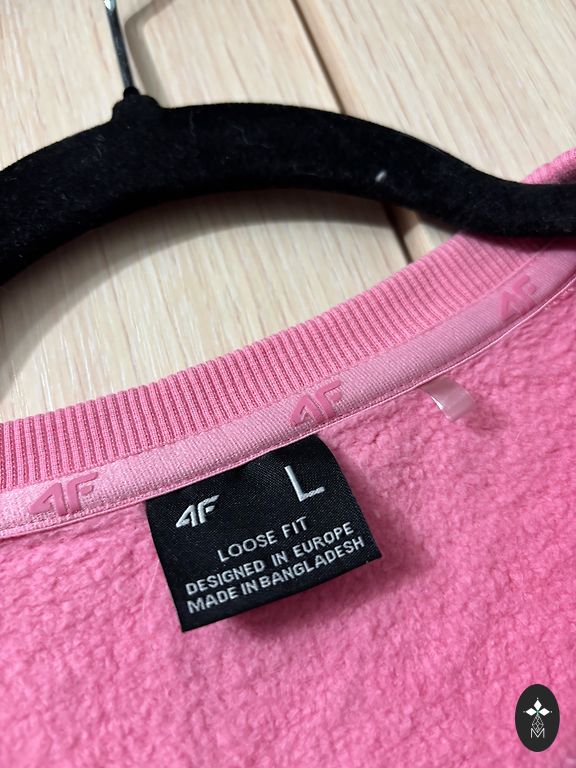 4F
4F
4F
4F L
LOOSE FIT
DESIGNED IN EUROPE
MADE IN BANGLADESH
M